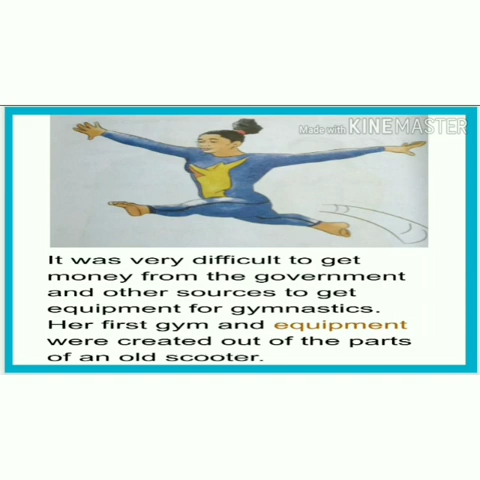 Made with KINEMASTER
It was very difficult to get
money from the government
and other sources to get
equipment for gymnastics.
Her first gym and equipment
were created out of the parts
of an old scooter.